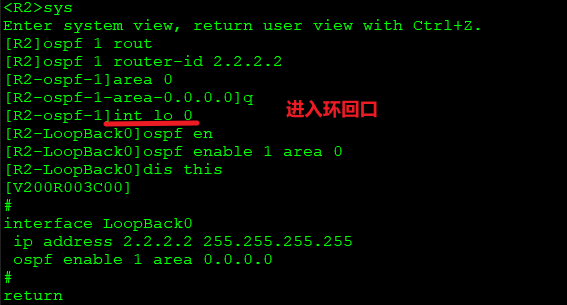 <R2>sys
Enter system view, return user view with Ctrl+Z.
[R2]ospf 1 rout
[R2]ospf 1 router-id 2.2.2.2
[R2-ospf-1]area 0
[R2-ospf-1-area-0.0.0.0]q
[R2-ospf-1]int lo 0
进入环回口
[R2-LoopBack0]ospf en
[R2-LoopBack0]ospf enable 1 area 0
[R2-LoopBack0]dis this
[V200R003C00]
#
interface LoopBack0
 ip address 2.2.2.2 255.255.255.255
 ospf enable 1 area 0.0.0.0
#
return